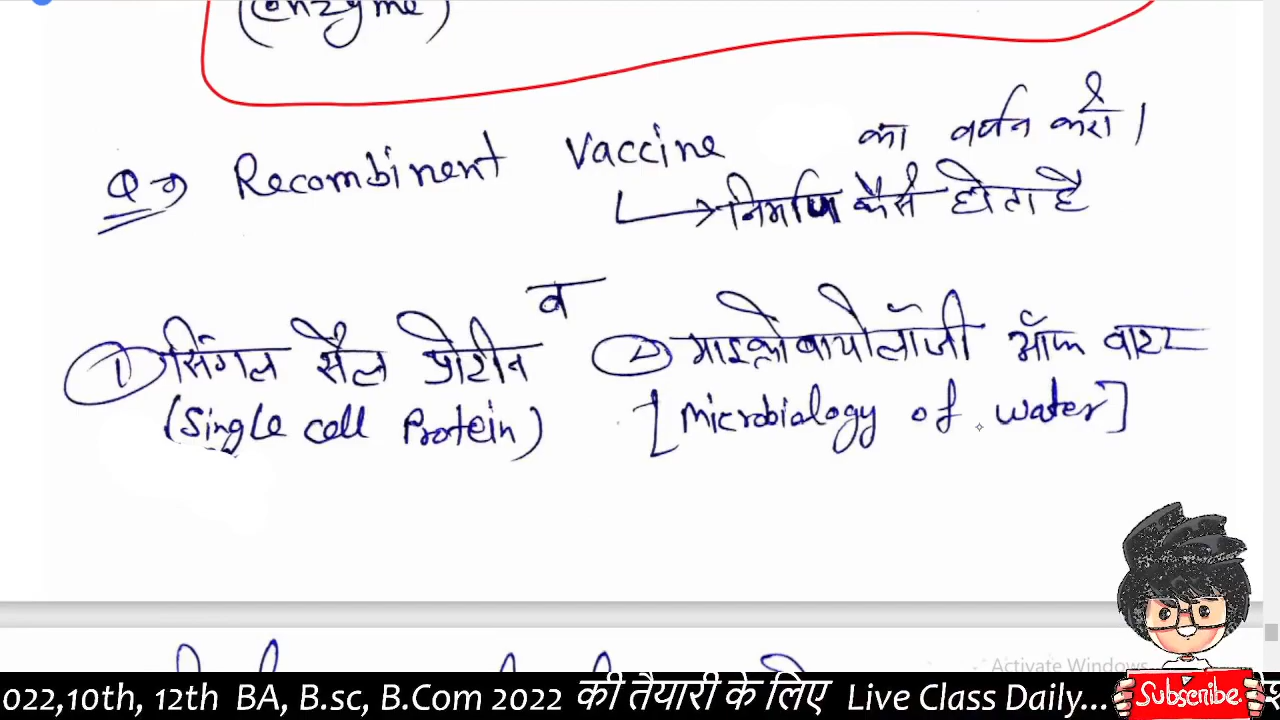 (enzyme)
Q → Recombinent Vaccine का वर्णन करो।
↳ निर्माण कैसे होता है
① सिंगल सैल प्रोटीन व ② माइक्रोबायोलॉजी ऑफ वाटर
(Single cell Protein) [Microbiology of water]
Activate Windows
022,10th, 12th BA, B.sc, B.Com 2022 की तैयारी के लिए Live Class Daily...
Subscribe